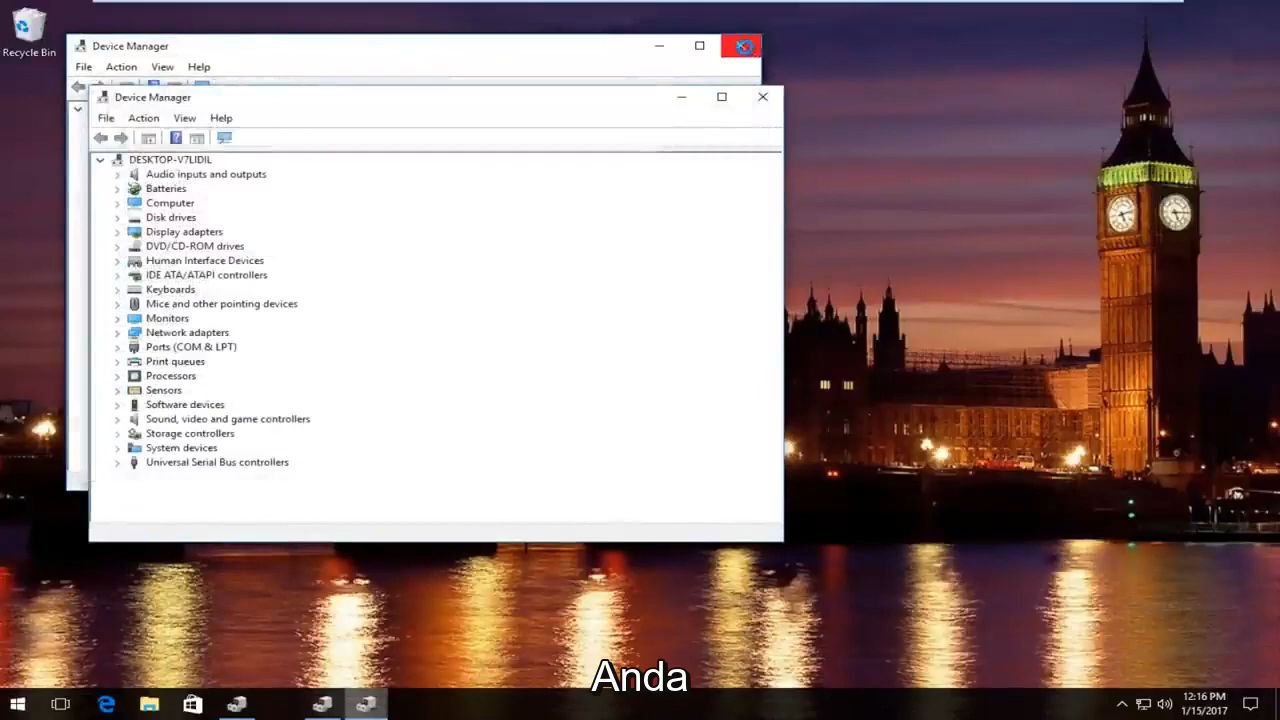 Recycle Bin
Device Manager
File Action View Help
Device Manager
File Action View Help
DESKTOP-V7LIDIL
Audio inputs and outputs
Batteries
Computer
Disk drives
Display adapters
DVD/CD-ROM drives
Human Interface Devices
IDE ATA/ATAPI controllers
Keyboards
Mice and other pointing devices
Monitors
Network adapters
Ports (COM & LPT)
Print queues
Processors
Sensors
Software devices
Sound, video and game controllers
Storage controllers
System devices
Universal Serial Bus controllers
Anda
12:16 PM
1/15/2017